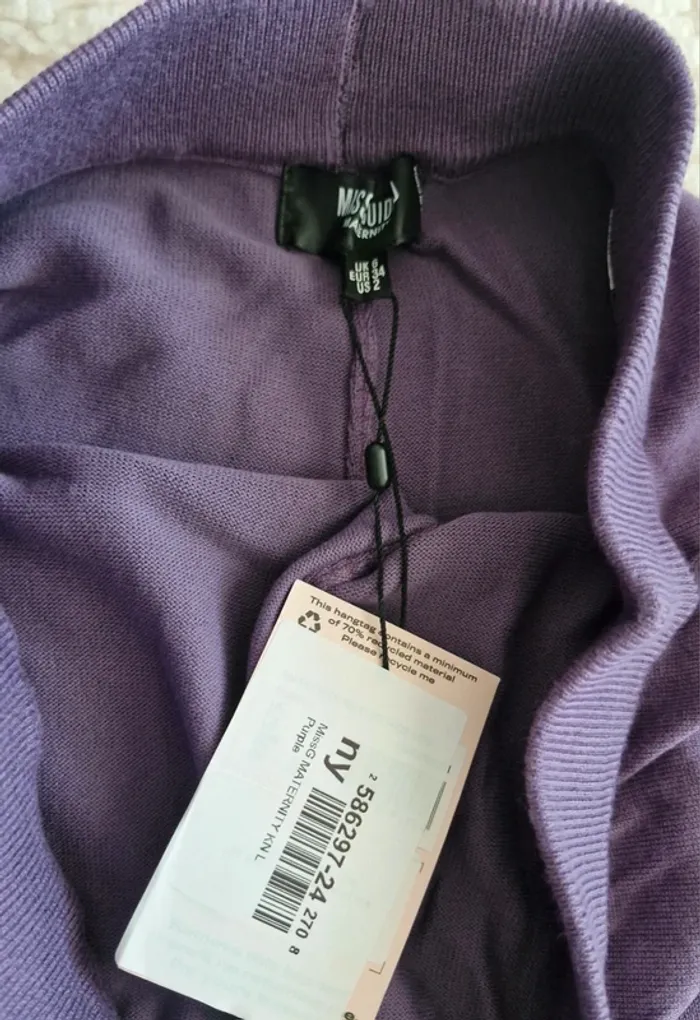 UK 6
EUR 34
US 2
This hangtag contains a minimum
of 70% recycled material
Please recycle me
MissG MATERNITY KN L
Purple
ny
2 586297-24 270 8